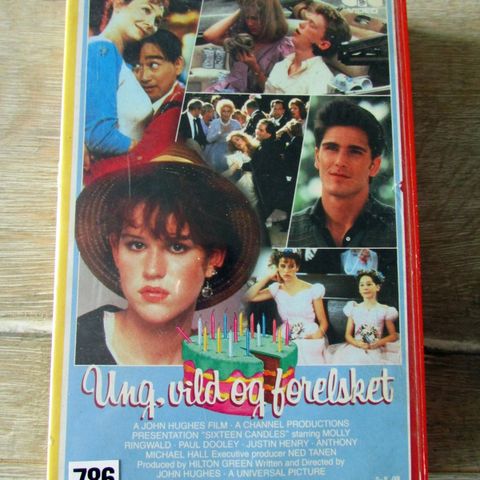 VIDEO
Ung, vild og forelsket
A JOHN HUGHES FILM · A CHANNEL PRODUCTIONS
PRESENTATION "SIXTEEN CANDLES" starring MOLLY
RINGWALD · PAUL DOOLEY · JUSTIN HENRY · ANTHONY
MICHAEL HALL Executive producer NED TANEN
Produced by HILTON GREEN Written and Directed by
JOHN HUGHES · A UNIVERSAL PICTURE
786